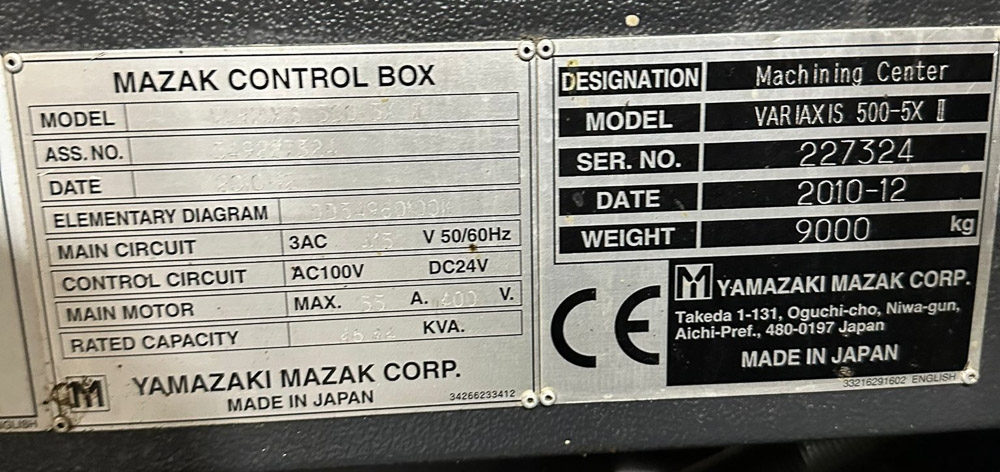 MAZAK CONTROL BOX
MODEL
ASS. NO.
DATE
ELEMENTARY DIAGRAM
MAIN CIRCUIT 3AC V 50/60Hz
CONTROL CIRCUIT AC100V DC24V
MAIN MOTOR MAX. A. 400 V.
RATED CAPACITY KVA.
YAMAZAKI MAZAK CORP.
MADE IN JAPAN
34266233412
DESIGNATION Machining Center
MODEL VARIAXIS 500-5X Ⅱ
SER. NO. 227324
DATE 2010-12
WEIGHT 9000 kg
CE
YAMAZAKI MAZAK CORP.
Takeda 1-131, Oguchi-cho, Niwa-gun,
Aichi-Pref., 480-0197 Japan
MADE IN JAPAN
33216291602 ENGLISH